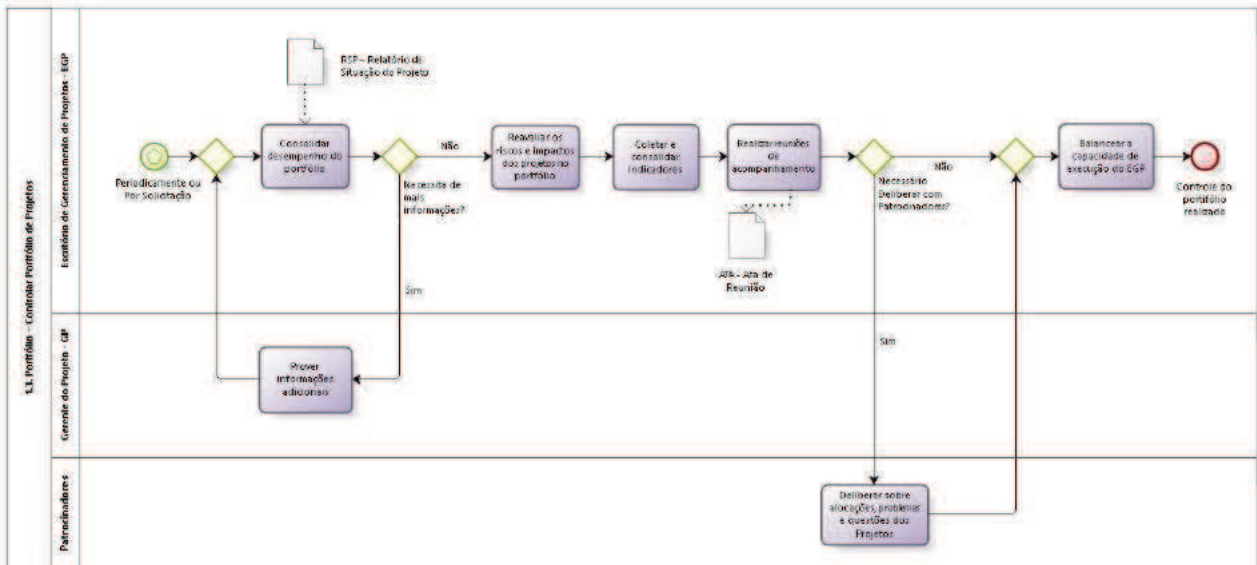 1.3. Portfólio – Controlar Portfólio de Projetos
Escritório de Gerenciamento de Projetos - EGP
RSP – Relatório de
Situação do Projeto
Periodicamente ou
Por Solicitação
Consolidar
desempenho do
portfólio
Necessita de
mais
informações?
Não
Sim
Reavaliar os
riscos e impactos
dos projetos no
portfólio
Coletar e
consolidar
Indicadores
Realizar reuniões
de
acompanhamento
ATA - Ata de
Reunião
Necessário
Deliberar com
Patrocinadores?
Não
Sim
Balancear a
capacidade de
execução do EGP
Controle do
portfólio
realizado
Gerente do Projeto - GP
Prover
informações
adicionais
Patrocinadores
Deliberar sobre
alocações, problemas
e questões dos
Projetos